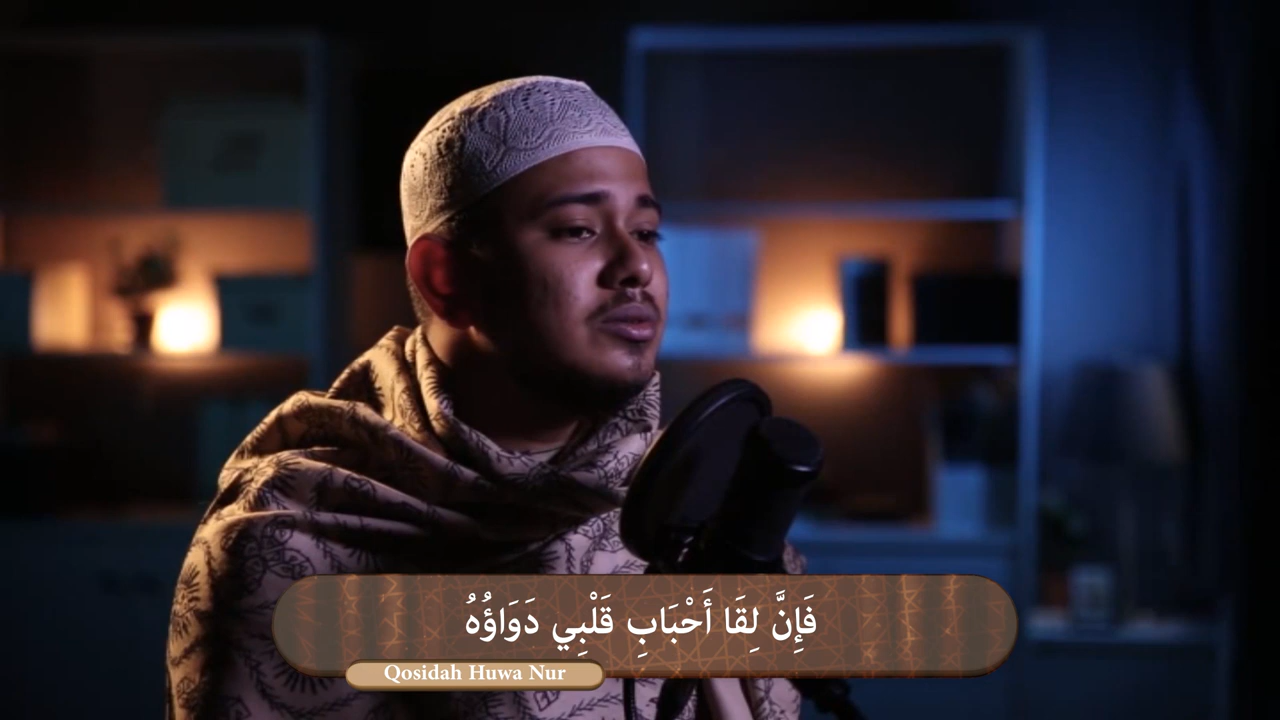 فَإِنَّ لِقَا أَحْبَابِ قَلْبِي دَوَاؤُهُ
Qosidah Huwa Nur